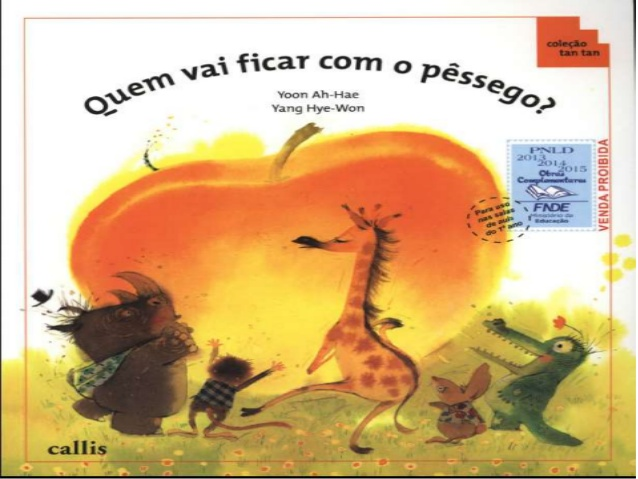 coleção
tan tan
Quem vai ficar com o pêssego?
Yoon Ah-Hae
Yang Hye-Won
PNLD
2013
2014
2015
Obras
Complementares
FNDE
Ministério da
Educação
VENDA PROIBIDA
Para uso
nas salas
de aula
do 1º ano
callis